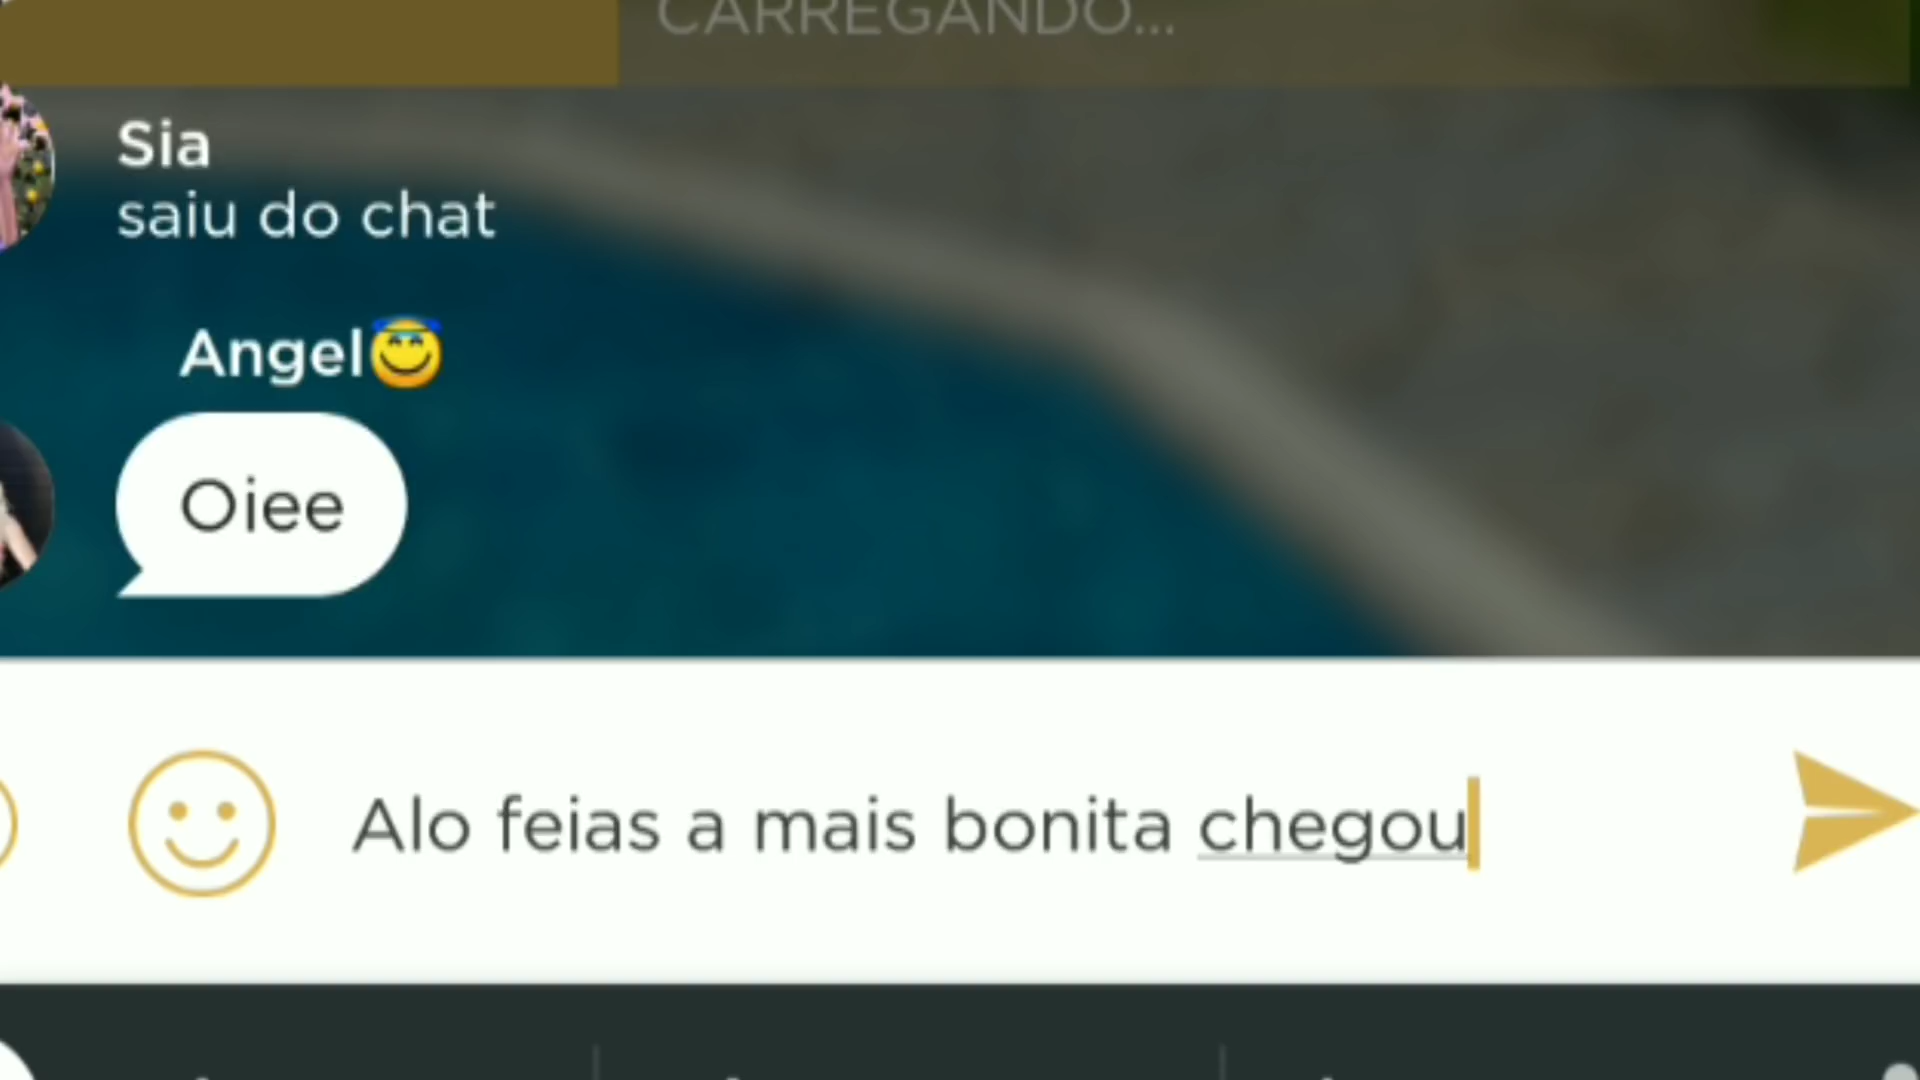 CARREGANDO...
Sia
saiu do chat
Angel😇
Oiee
Alo feias a mais bonita chegou